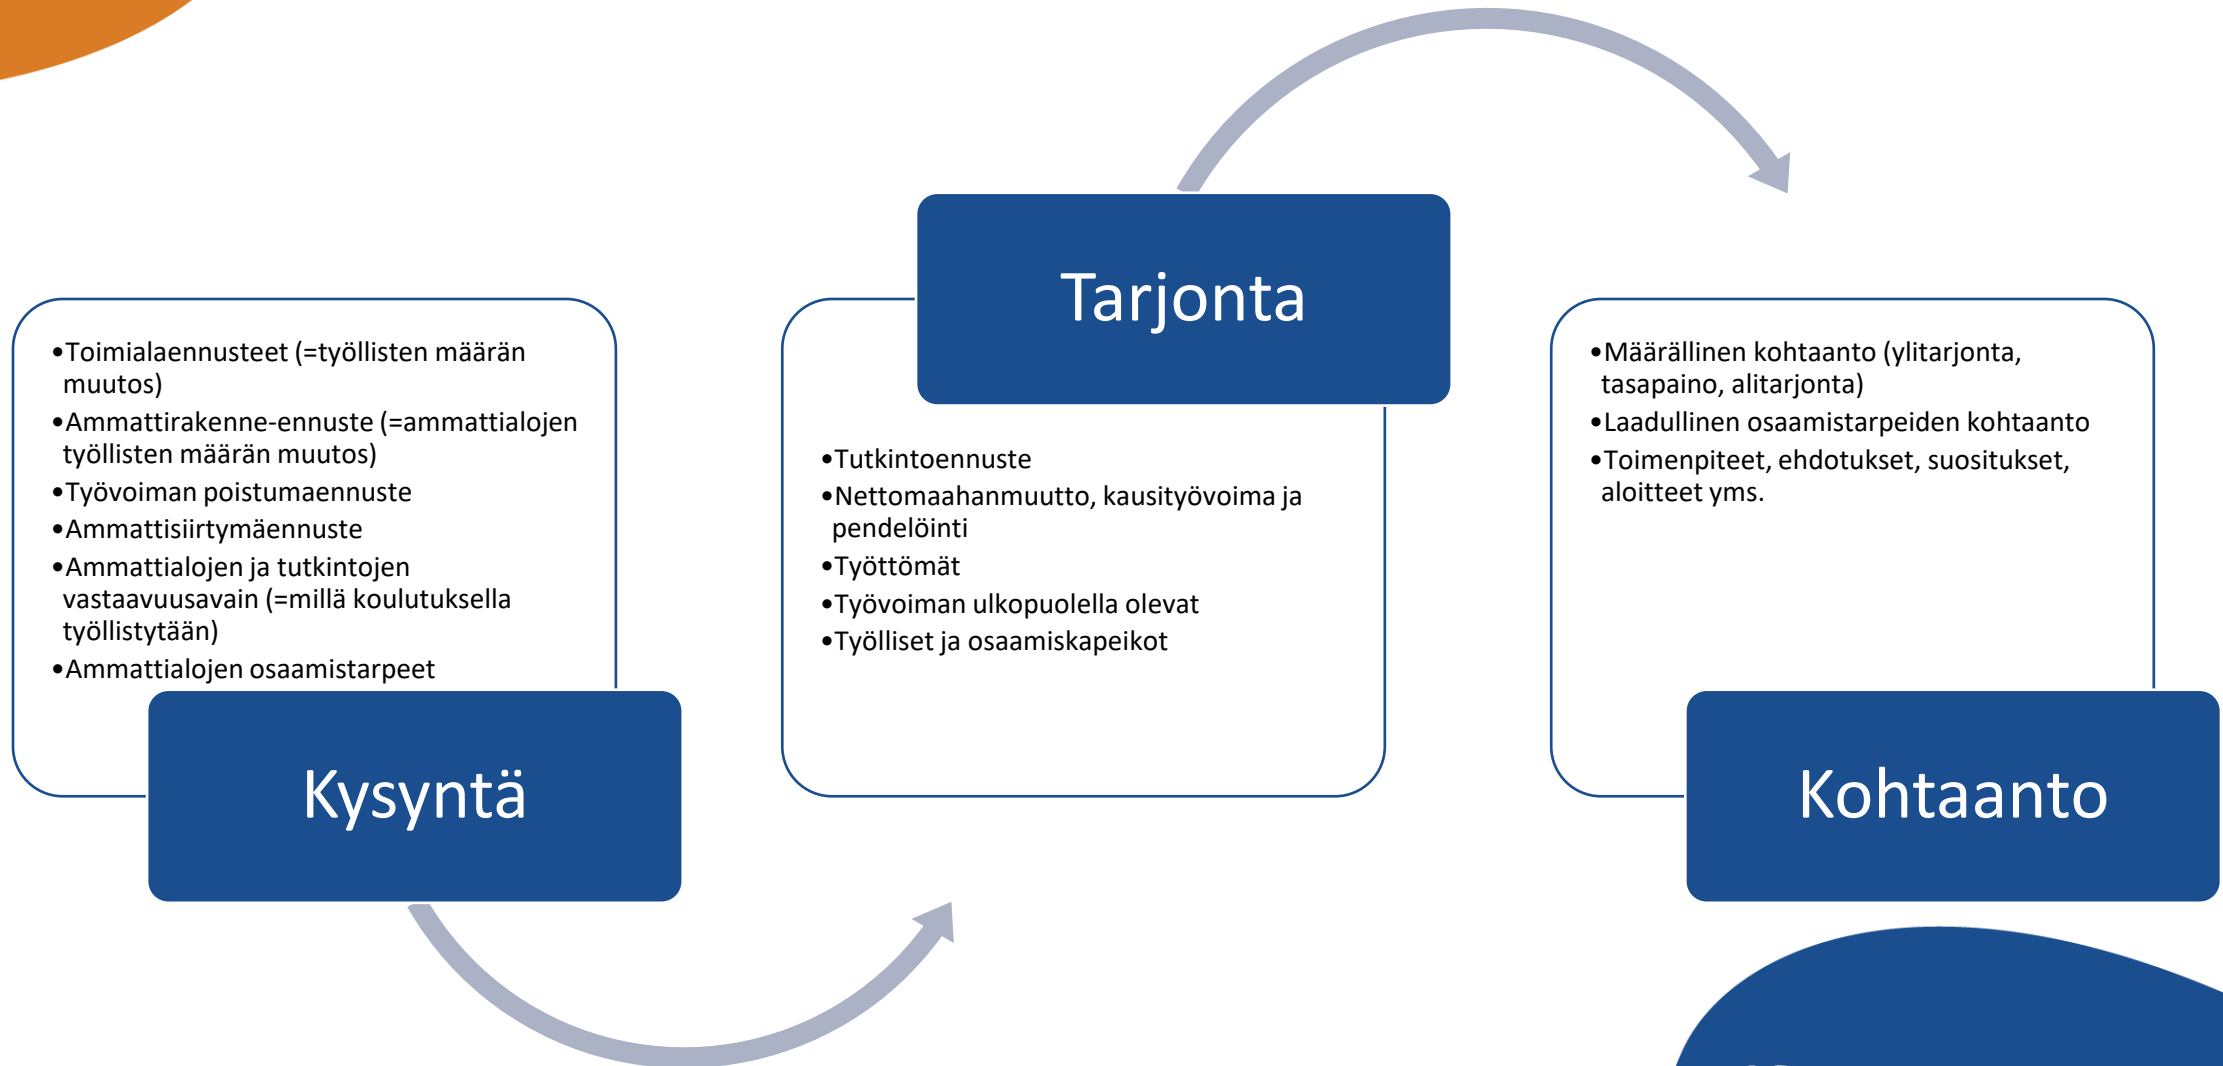 •Toimialaennusteet (=työllisten määrän
muutos)
•Ammattirakenne-ennuste (=ammattialojen
työllisten määrän muutos)
•Työvoiman poistumaennuste
•Ammattisiirtymäennuste
•Ammattialojen ja tutkintojen
vastaavuusavain (=millä koulutuksella
työllistytään)
•Ammattialojen osaamistarpeet
Kysyntä
Tarjonta
•Tutkintoennuste
•Nettomaahanmuutto, kausityövoima ja
pendelöinti
•Työttömät
•Työvoiman ulkopuolella olevat
•Työlliset ja osaamiskapeikot
•Määrällinen kohtaanto (ylitarjonta,
tasapaino, alitarjonta)
•Laadullinen osaamistarpeiden kohtaanto
•Toimenpiteet, ehdotukset, suositukset,
aloitteet yms.
Kohtaanto